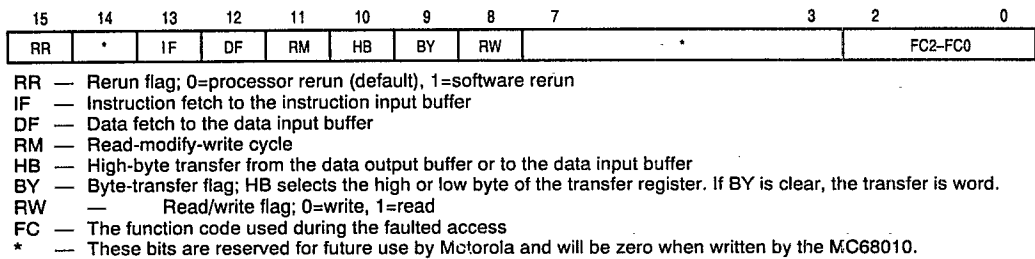 15 14 13 12 11 10 9 8 7 3 2 0
RR * IF DF RM HB BY RW * FC2–FC0
RR — Rerun flag; 0=processor rerun (default), 1=software rerun
IF — Instruction fetch to the instruction input buffer
DF — Data fetch to the data input buffer
RM — Read-modify-write cycle
HB — High-byte transfer from the data output buffer or to the data input buffer
BY — Byte-transfer flag; HB selects the high or low byte of the transfer register. If BY is clear, the transfer is word.
RW — Read/write flag; 0=write, 1=read
FC — The function code used during the faulted access
* — These bits are reserved for future use by Motorola and will be zero when written by the MC68010.